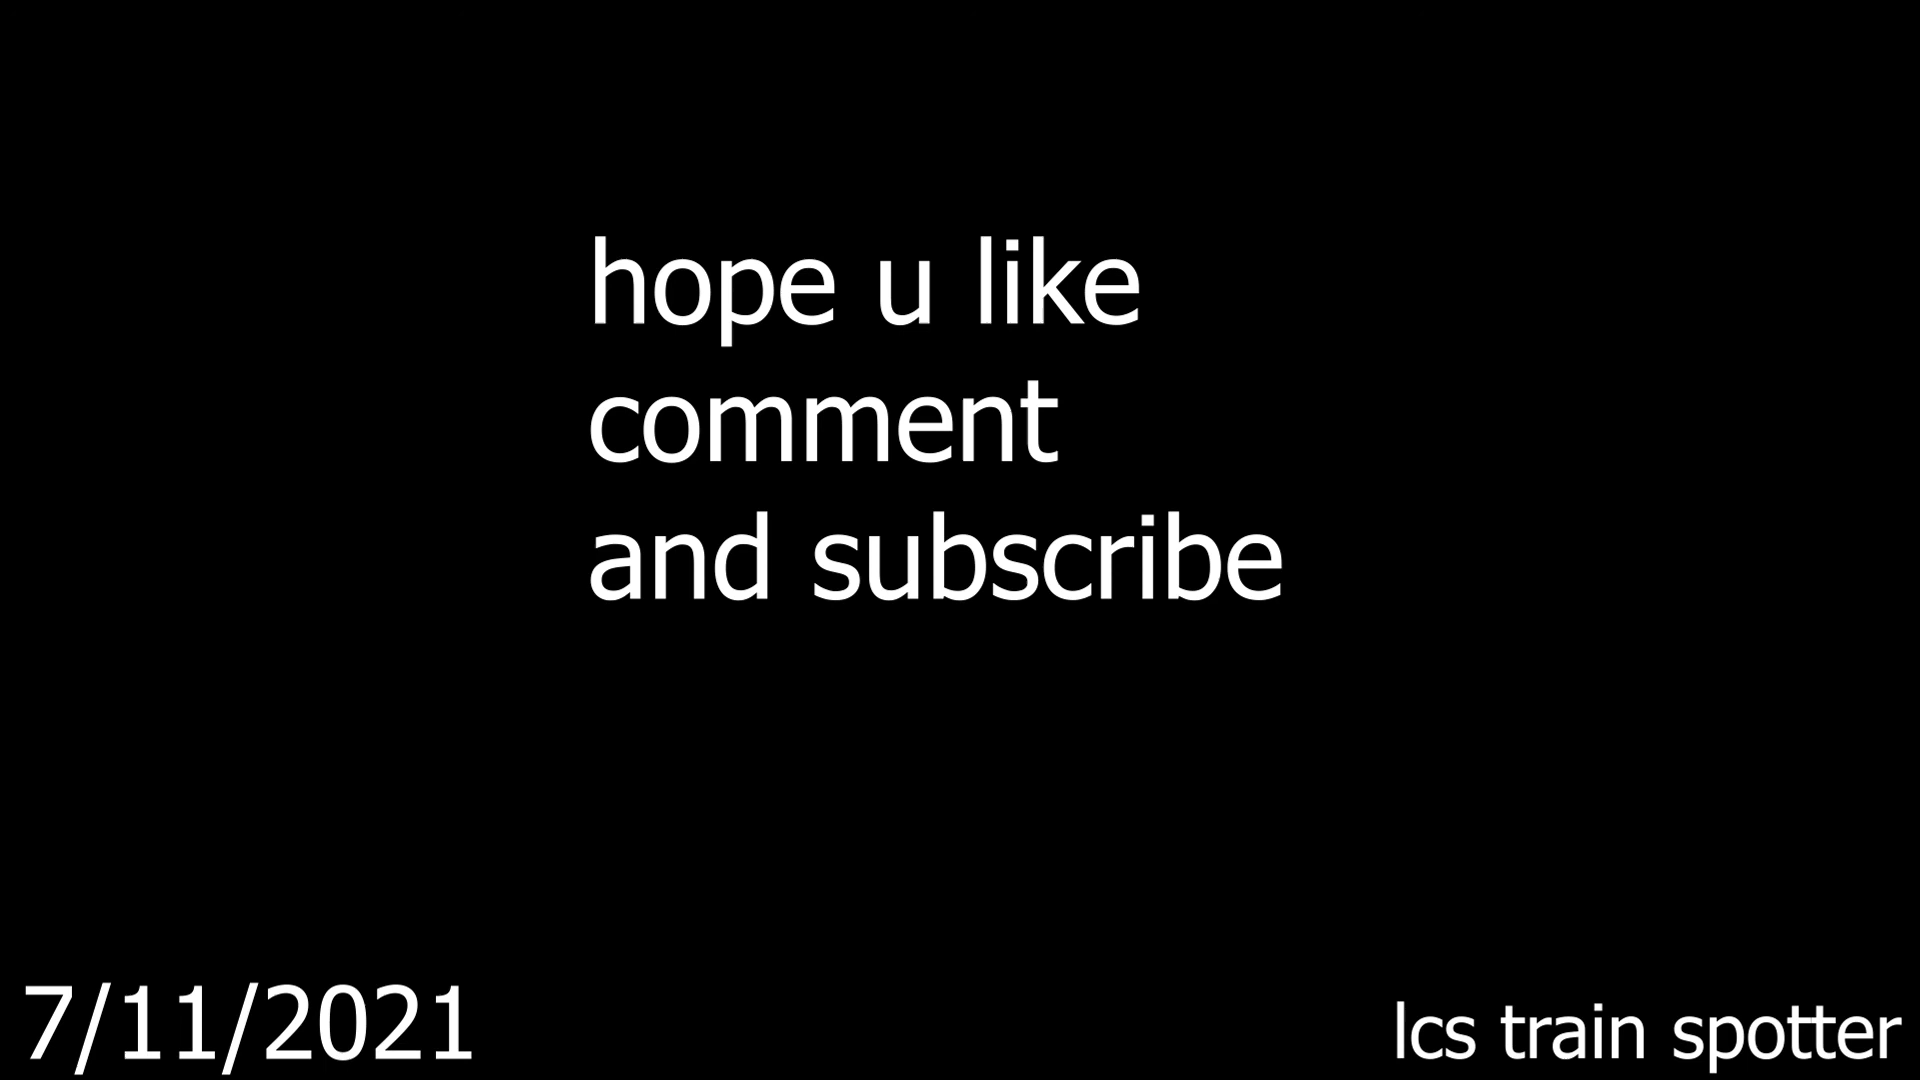 hope u like
comment
and subscribe
7/11/2021
lcs train spotter